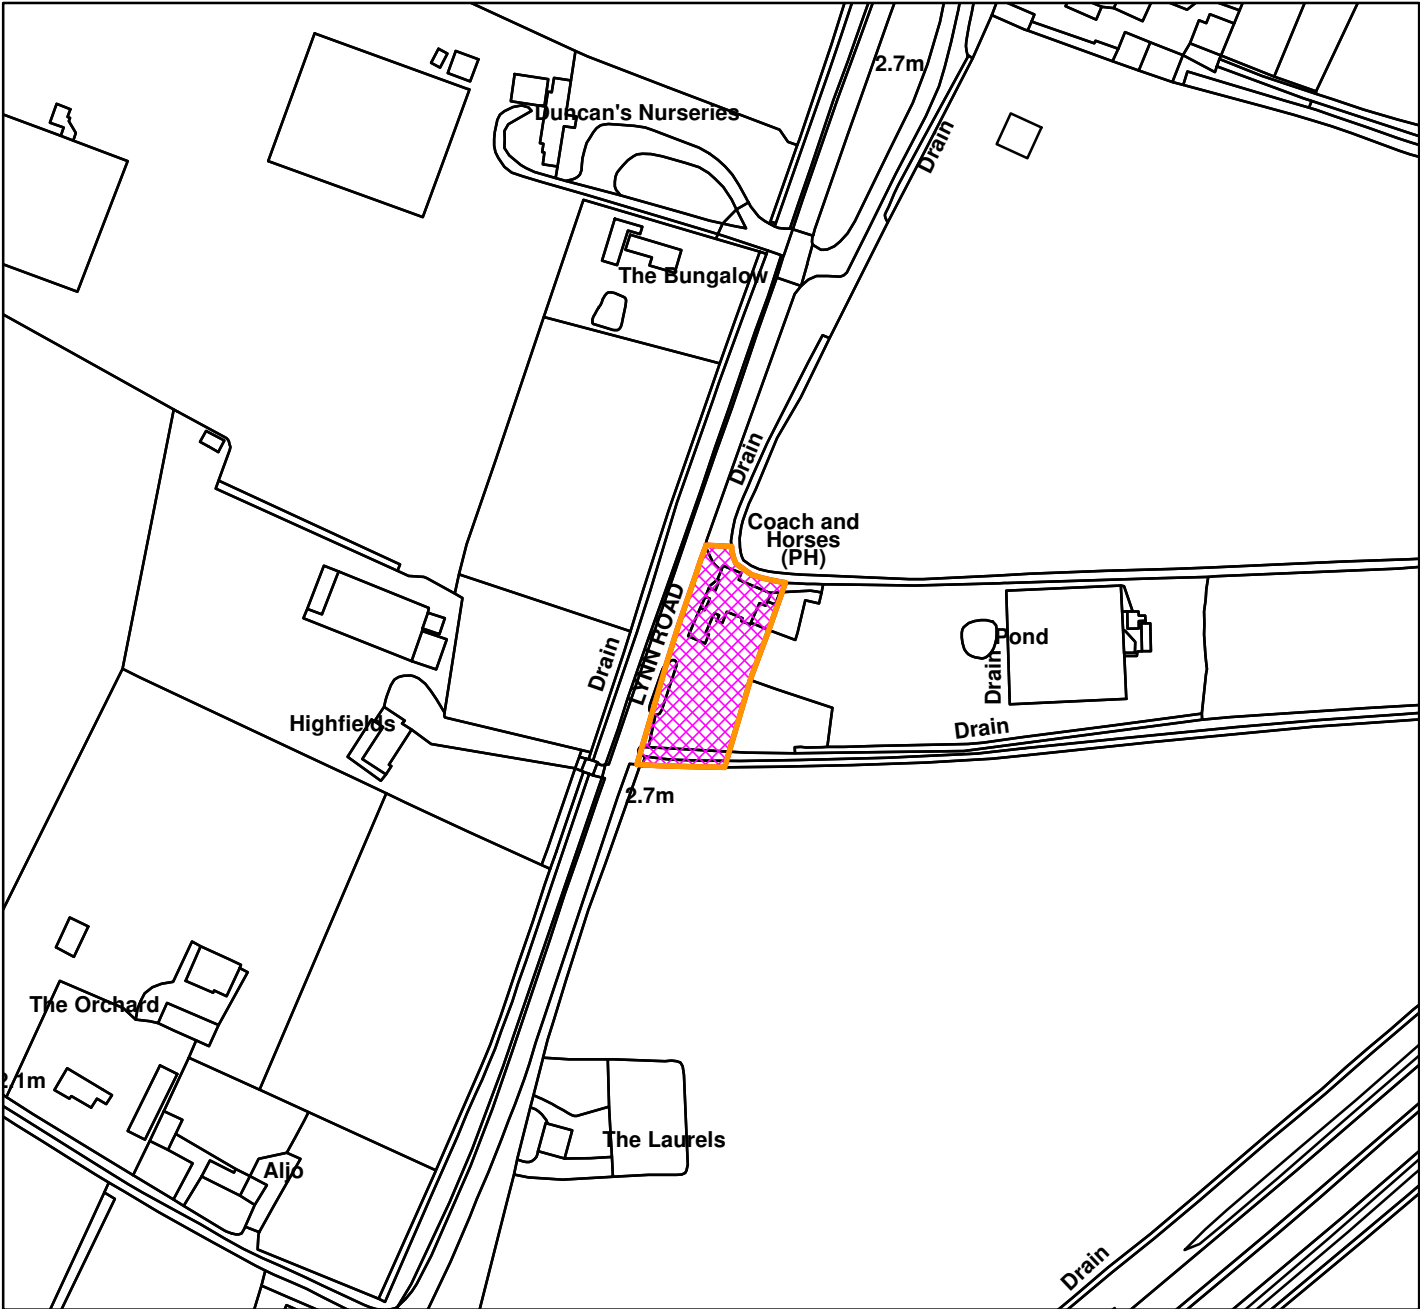 2.7m
Duncan's Nurseries
Drain
The Bungalow
Drain
Coach and
Horses
(PH)
LYNN ROAD
Drain
Pond
Drain
Highfields
Drain
2.7m
The Orchard
2.1m
The Laurels
Aljo
Drain